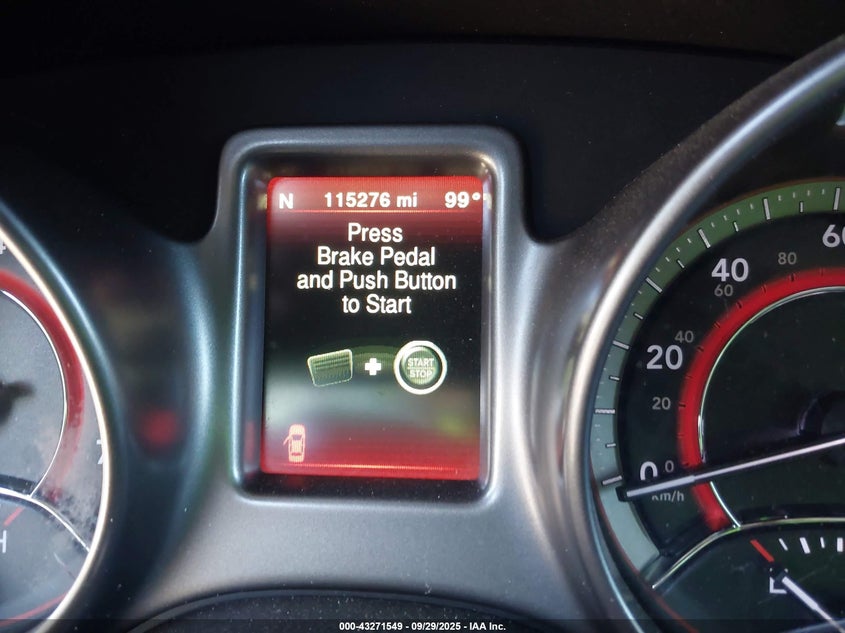 N 115276 mi 99°
Press
Brake Pedal
and Push Button
to Start
START
STOP
60
80
40
60
40
20
20
0 0
km/h
H
000-43271549 - 09/29/2025 - IAA Inc.